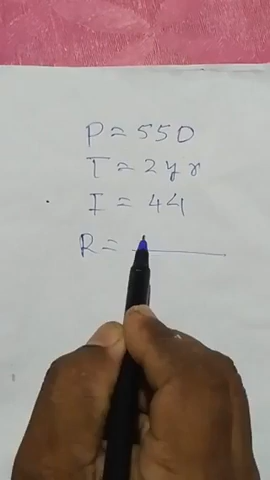 P = 550
T = 2 yr
I = 44
R =